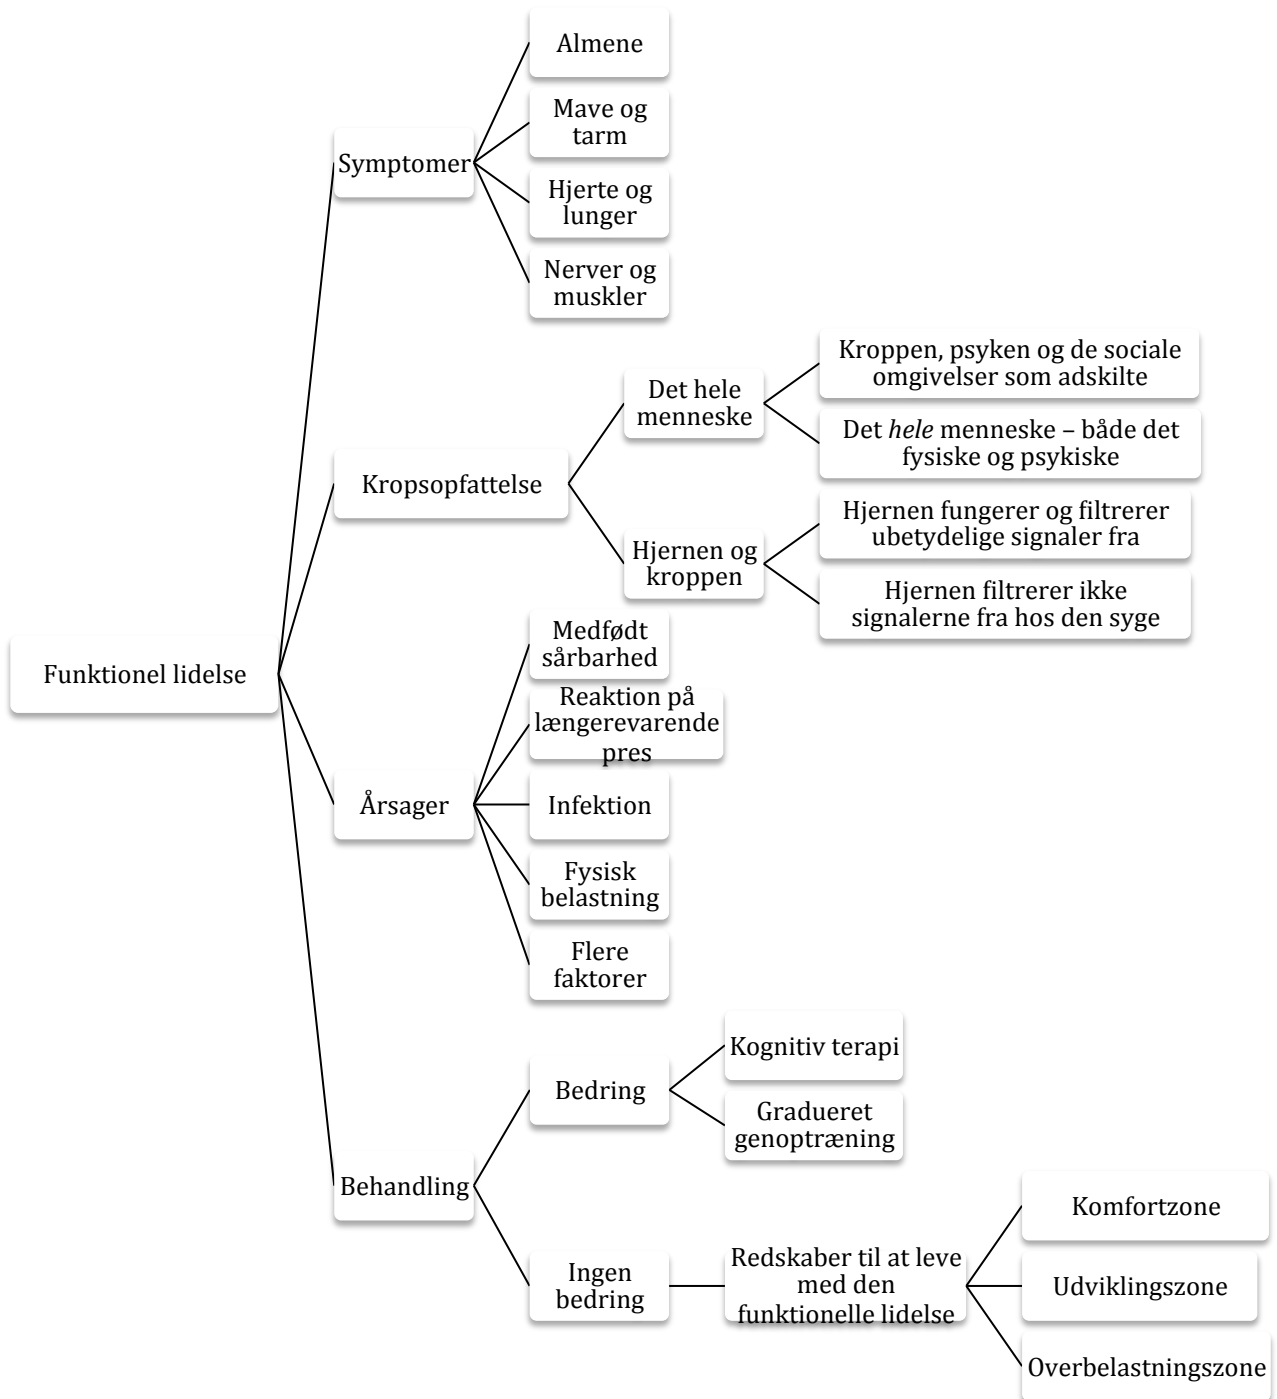 Almene
Mave og
tarm
Symptomer
Hjerte og
lunger
Nerver og
muskler
Kroppen, psyken og de sociale
omgivelser som adskilte
Det hele
menneske
Det hele menneske – både det
fysiske og psykiske
Kropsopfattelse
Hjernen fungerer og filtrerer
ubetydelige signaler fra
Hjernen og
kroppen
Hjernen filtrerer ikke
signalerne fra hos den syge
Funktionel lidelse
Medfødt
sårbarhed
Reaktion på
længerevarende
pres
Årsager
Infektion
Fysisk
belastning
Flere
faktorer
Kognitiv terapi
Bedring
Gradueret
genoptræning
Behandling
Komfortzone
Ingen
bedring
Redskaber til at leve
med den
funktionelle lidelse
Udviklingszone
Overbelastningszone